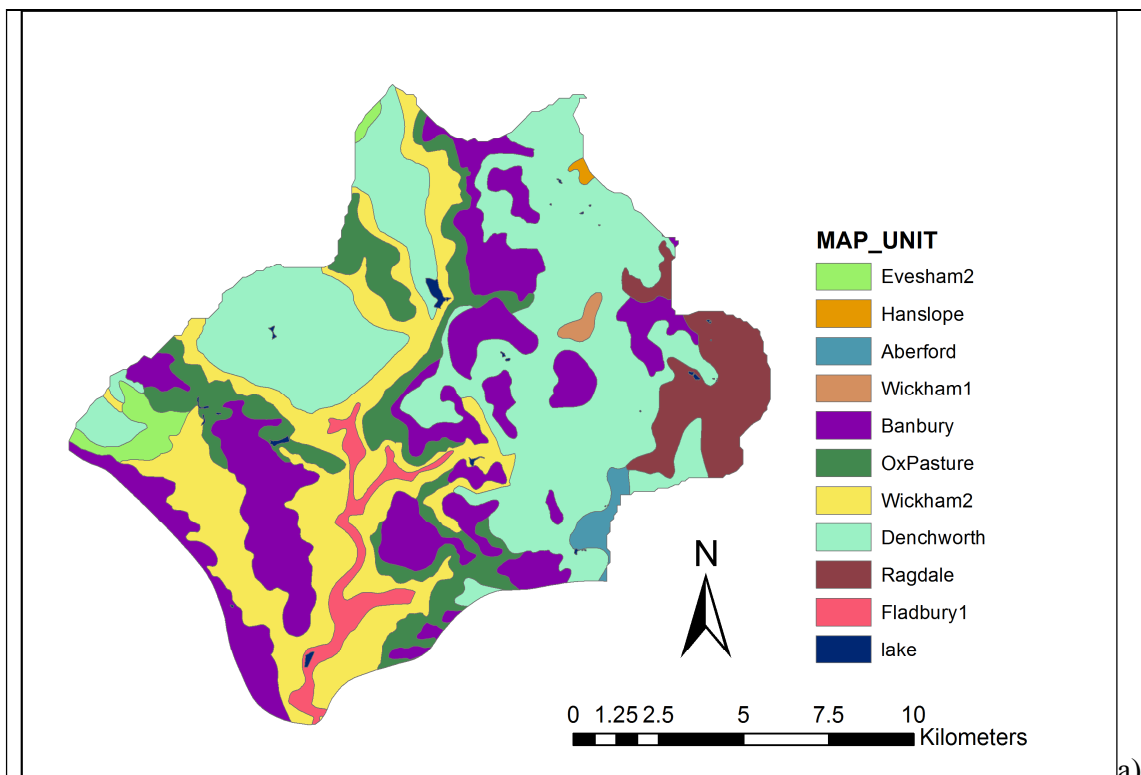 MAP_UNIT
Evesham2
Hanslope
Aberford
Wickham1
Banbury
OxPasture
Wickham2
Denchworth
Ragdale
Fladbury1
lake
N
0 1.25 2.5 5 7.5 10
Kilometers
a)